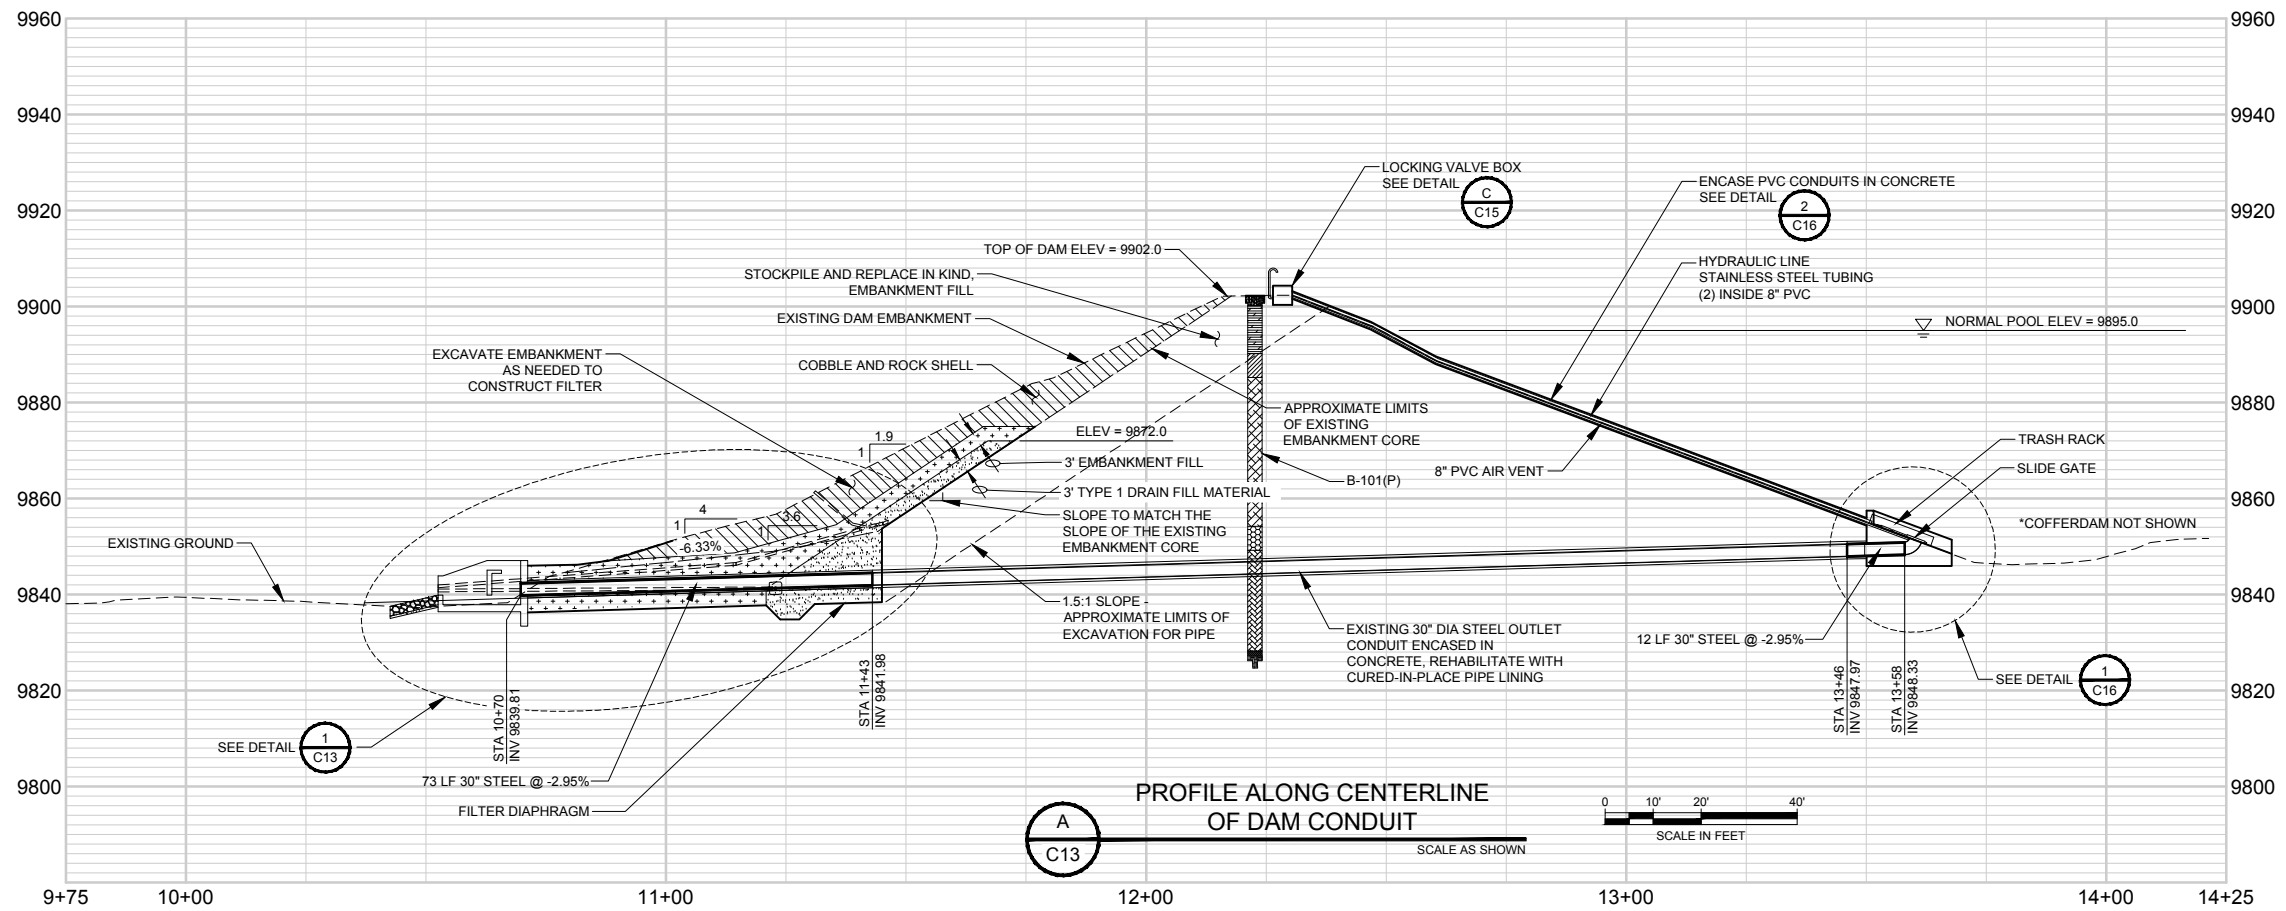 9960
9960
9940
9940
9920
9920
9900
9900
9880
9880
9860
9860
9840
9840
9820
9820
9800
9800
LOCKING VALVE BOX
SEE DETAIL
C
C15
ENCASE PVC CONDUITS IN CONCRETE
SEE DETAIL
2
C16
TOP OF DAM ELEV = 9902.0
HYDRAULIC LINE
STAINLESS STEEL TUBING
(2) INSIDE 8" PVC
STOCKPILE AND REPLACE IN KIND,
EMBANKMENT FILL
EXISTING DAM EMBANKMENT
NORMAL POOL ELEV = 9895.0
EXCAVATE EMBANKMENT
AS NEEDED TO
CONSTRUCT FILTER
COBBLE AND ROCK SHELL
APPROXIMATE LIMITS
OF EXISTING
EMBANKMENT CORE
ELEV = 9872.0
1.9
1
3' EMBANKMENT FILL
8" PVC AIR VENT
B-101(P)
TRASH RACK
SLIDE GATE
3' TYPE 1 DRAIN FILL MATERIAL
4
1
3.6
1
-6.33%
SLOPE TO MATCH THE
SLOPE OF THE EXISTING
EMBANKMENT CORE
*COFFERDAM NOT SHOWN
EXISTING GROUND
1.5:1 SLOPE -
APPROXIMATE LIMITS OF
EXCAVATION FOR PIPE
EXISTING 30" DIA STEEL OUTLET
CONDUIT ENCASED IN
CONCRETE, REHABILITATE WITH
CURED-IN-PLACE PIPE LINING
12 LF 30" STEEL @ -2.95%
STA 10+70
INV 9839.81
STA 11+43
INV 9841.98
STA 13+46
INV 9847.97
STA 13+58
INV 9848.33
SEE DETAIL
1
C16
SEE DETAIL
1
C13
73 LF 30" STEEL @ -2.95%
FILTER DIAPHRAGM
A
C13
PROFILE ALONG CENTERLINE
OF DAM CONDUIT
SCALE AS SHOWN
0 10' 20' 40'
SCALE IN FEET
9+75 10+00 11+00 12+00 13+00 14+00 14+25